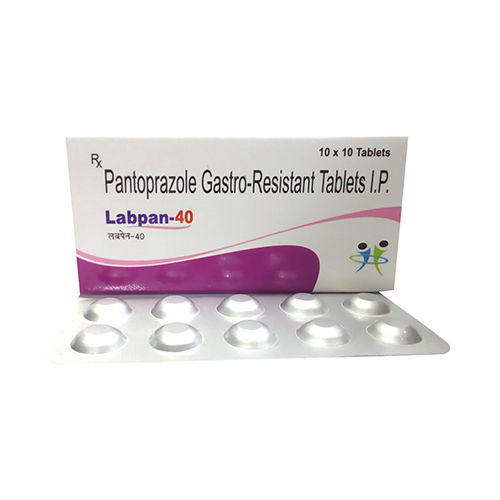 10 x 10 Tablets
Rx
Pantoprazole Gastro-Resistant Tablets I.P.
Labpan-40
लबपेन-40